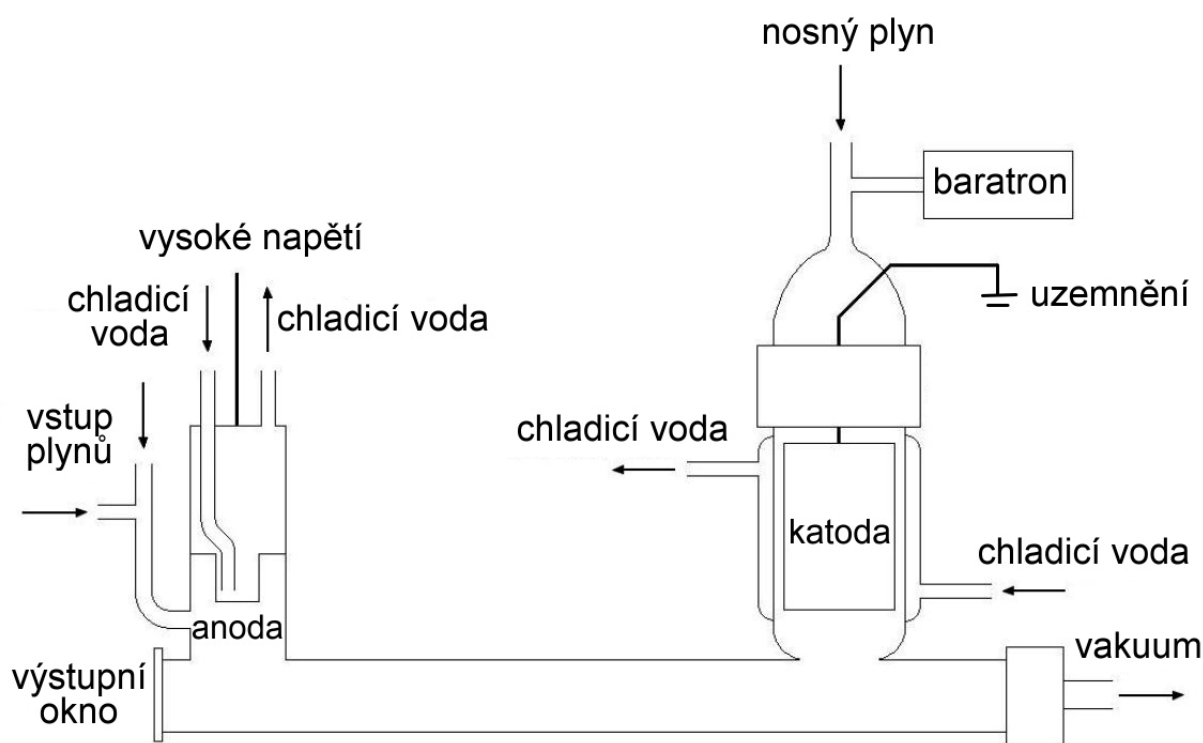 nosný plyn
baratron
vysoké napětí
uzemnění
chladicí
voda
chladicí voda
vstup
plynů
chladicí voda
katoda
chladicí voda
anoda
vakuum
výstupní
okno